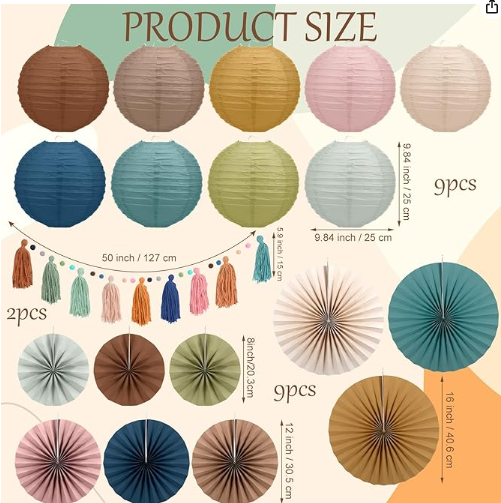 PRODUCT SIZE
9.84 inch / 25 cm
9pcs
9.84 inch / 25 cm
5.9 inch / 15 cm
50 inch / 127 cm
2pcs
8inch/20.3cm
9pcs
16 inch / 40.6 cm
12 inch / 30.5 cm